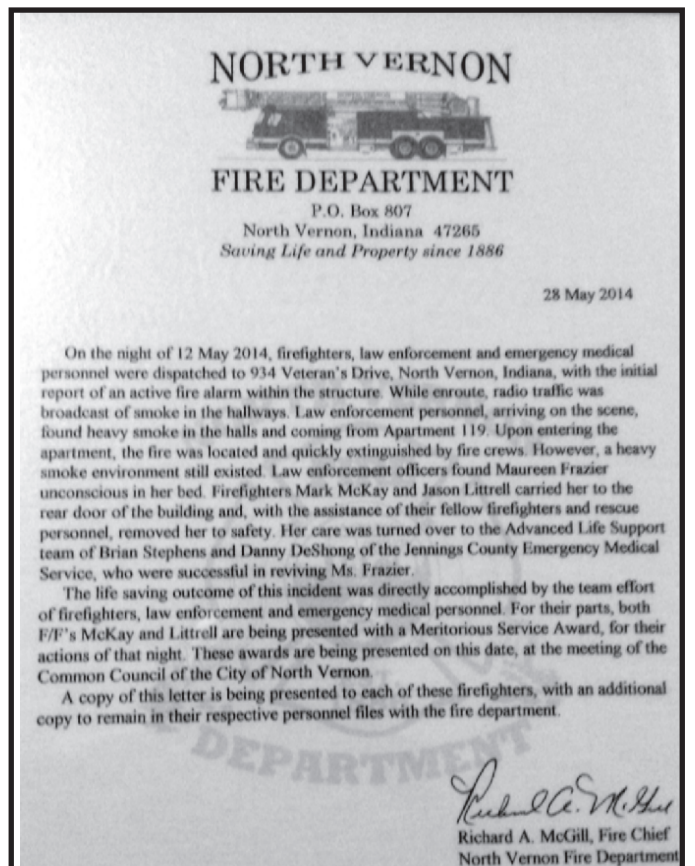 NORTH VERNON
FIRE DEPARTMENT
P.O. Box 807
North Vernon, Indiana 47265
Saving Life and Property since 1886
28 May 2014
On the night of 12 May 2014, firefighters, law enforcement and emergency medical
personnel were dispatched to 934 Veteran's Drive, North Vernon, Indiana, with the initial
report of an active fire alarm within the structure. While enroute, radio traffic was
broadcast of smoke in the hallways. Law enforcement personnel, arriving on the scene,
found heavy smoke in the halls and coming from Apartment 119. Upon entering the
apartment, the fire was located and quickly extinguished by fire crews. However, a heavy
smoke environment still existed. Law enforcement officers found Maureen Frazier
unconscious in her bed. Firefighters Mark McKay and Jason Littrell carried her to the
rear door of the building and, with the assistance of their fellow firefighters and rescue
personnel, removed her to safety. Her care was turned over to the Advanced Life Support
team of Brian Stephens and Danny DeShong of the Jennings County Emergency Medical
Service, who were successful in reviving Ms. Frazier.
The life saving outcome of this incident was directly accomplished by the team effort
of firefighters, law enforcement and emergency medical personnel. For their parts, both
F/F's McKay and Littrell are being presented with a Meritorious Service Award, for their
actions of that night. These awards are being presented on this date, at the meeting of the
Common Council of the City of North Vernon.
A copy of this letter is being presented to each of these firefighters, with an additional
copy to remain in their respective personnel files with the fire department.
DEPARTMENT
Richard A. McGill
Richard A. McGill, Fire Chief
North Vernon Fire Department